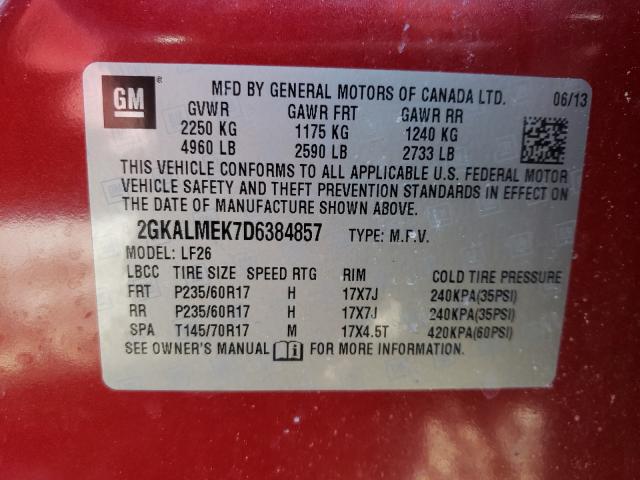 GM ® MFD BY GENERAL MOTORS OF CANADA LTD. 06/13
GVWR GAWR FRT GAWR RR
2250 KG 1175 KG 1240 KG
4960 LB 2590 LB 2733 LB
THIS VEHICLE CONFORMS TO ALL APPLICABLE U.S. FEDERAL MOTOR
VEHICLE SAFETY AND THEFT PREVENTION STANDARDS IN EFFECT ON
THE DATE OF MANUFACTURE SHOWN ABOVE.
2GKALMEK7D6384857 TYPE: M.P.V.
MODEL: LF26
LBCC TIRE SIZE SPEED RTG RIM COLD TIRE PRESSURE
FRT P235/60R17 H 17X7J 240KPA(35PSI)
RR P235/60R17 H 17X7J 240KPA(35PSI)
SPA T145/70R17 M 17X4.5T 420KPA(60PSI)
SEE OWNER'S MANUAL FOR MORE INFORMATION.